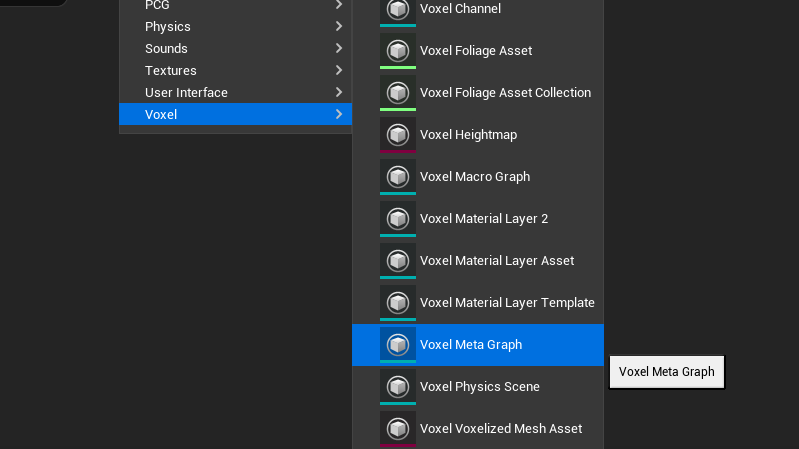 PCG
Physics
Sounds
Textures
User Interface
Voxel
Voxel Channel
Voxel Foliage Asset
Voxel Foliage Asset Collection
Voxel Heightmap
Voxel Macro Graph
Voxel Material Layer 2
Voxel Material Layer Asset
Voxel Material Layer Template
Voxel Meta Graph
Voxel Physics Scene
Voxel Voxelized Mesh Asset
Voxel Meta Graph